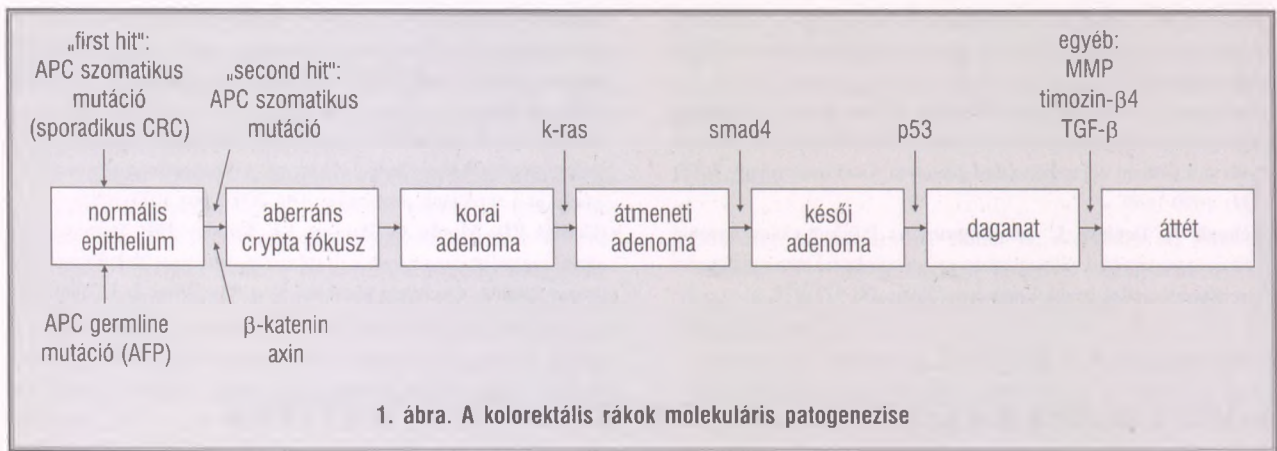 „first hit":
APC szomatikus
mutáció
(sporadikus CRC)
„second hit":
APC szomatikus
mutáció
k-ras
smad4
p53
egyéb:
MMP
timozin-β4
TGF-β
normális
epithelium
aberráns
crypta fókusz
korai
adenoma
átmeneti
adenoma
késői
adenoma
daganat
áttét
APC germline
mutáció (AFP)
β-katenin
axin
1. ábra. A kolorektális rákok molekuláris patogenezise